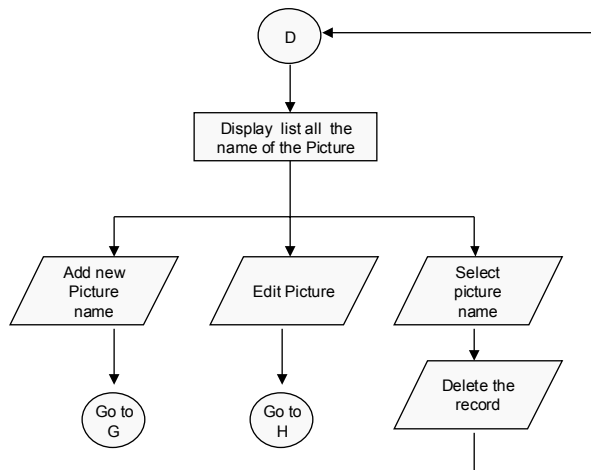 D
Display list all the
name of the Picture
Add new
Picture
name
Edit Picture
Select
picture
name
Go to
G
Go to
H
Delete the
record